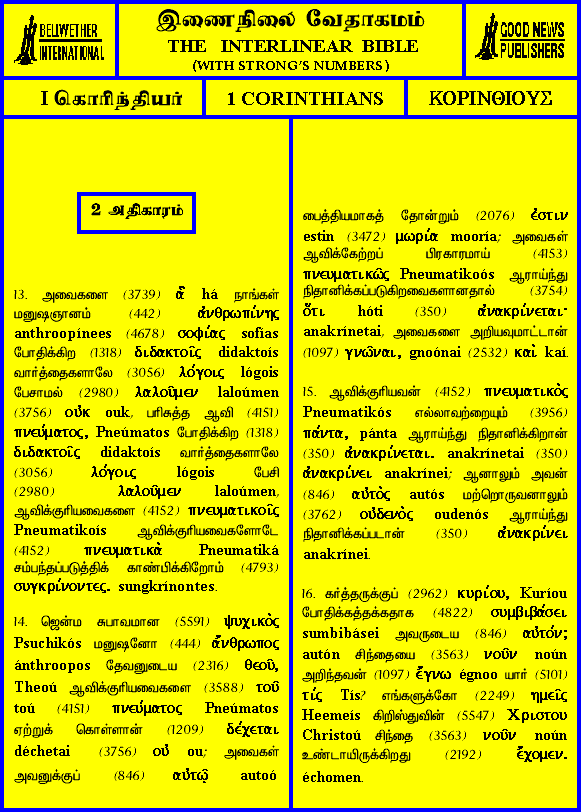 BELLWETHER
INTERNATIONAL
இணைநிலை வேதாகமம்
THE INTERLINEAR BIBLE
(WITH STRONG'S NUMBERS)
GOOD NEWS
PUBLISHERS
I கொரிந்தியர்
1 CORINTHIANS
ΚΟΡΙΝΘΙΟΥΣ
2 அதிகாரம்
13. அவைகளை (3739) ἃ há நாங்கள்
மனுஷஞானம் (442) ἀνθρωπίνης
anthroopínees (4678) σοφίας sofías
போதிக்கிற (1318) διδακτοῖς didaktoís
வார்த்தைகளாலே (3056) λόγοις lógois
பேசாமல் (2980) λαλοῦμεν laloúmen
(3756) οὐκ ouk, பரிசுத்த ஆவி (4151)
πνεύματος, Pneúmatos போதிக்கிற (1318)
διδακτοῖς didaktoís வார்த்தைகளாலே
(3056) λόγοις lógois பேசி
(2980) λαλοῦμεν laloúmen,
ஆவிக்குரியவைகளை (4152) πνευματικοῖς
Pneumatikoís ஆவிக்குரியவைகளோடே
(4152) πνευματικὰ Pneumatiká
சம்பந்தப்படுத்திக் காண்பிக்கிறோம் (4793)
συγκρίνοντες. sungkrínontes.
14. ஜென்ம சுபாவமான (5591) ψυχικὸς
Psuchikós மனுஷனோ (444) ἄνθρωπος
ánthroopos தேவனுடைய (2316) θεοῦ,
Theoú ஆவிக்குரியவைகளை (3588) τοῦ
toú (4151) πνεύματος Pneúmatos
ஏற்றுக் கொள்ளான் (1209) δέχεται
déchetai (3756) οὐ ou; அவைகள்
அவனுக்குப் (846) αὐτῷ autoó
பைத்தியமாகத் தோன்றும் (2076) ἐστιν
estin (3472) μωρία mooría; அவைகள்
ஆவிக்கேற்றப் பிரகாரமாய் (4153)
πνευματικῶς Pneumatikoós ஆராய்ந்து
நிதானிக்கப்படுகிறவைகளானதால் (3754)
ὅτι hóti (350) ἀνακρίνεται·
anakrínetai, அவைகளை அறியவுமாட்டான்
(1097) γνῶναι, gnoónai (2532) καὶ kaí.
15. ஆவிக்குரியவன் (4152) πνευματικὸς
Pneumatikós எல்லாவற்றையும் (3956)
πάντα, pánta ஆராய்ந்து நிதானிக்கிறான்
(350) ἀνακρίνεται. anakrínetai (350)
ἀνακρίνει anakrínei; ஆனாலும் அவன்
(846) αὐτὸς autós மற்றொருவனாலும்
(3762) οὐδενὸς oudenós ஆராய்ந்து
நிதானிக்கப்படான் (350) ἀνακρίνει
anakrínei.
16. கர்த்தருக்குப் (2962) κυρίου, Kuríou
போதிக்கத்தக்கதாக (4822) συμβιβάσει
sumbibásei அவருடைய (846) αὐτόν;
autón சிந்தையை (3563) νοῦν noún
அறிந்தவன் (1097) ἔγνω égnoo யார் (5101)
τίς Tís? எங்களுக்கோ (2249) ημεῖς
Heemeís கிறிஸ்துவின் (5547) Χριστου
Christoú சிந்தை (3563) νοῦν noún
உண்டாயிருக்கிறது (2192) ἔχομεν.
échomen.